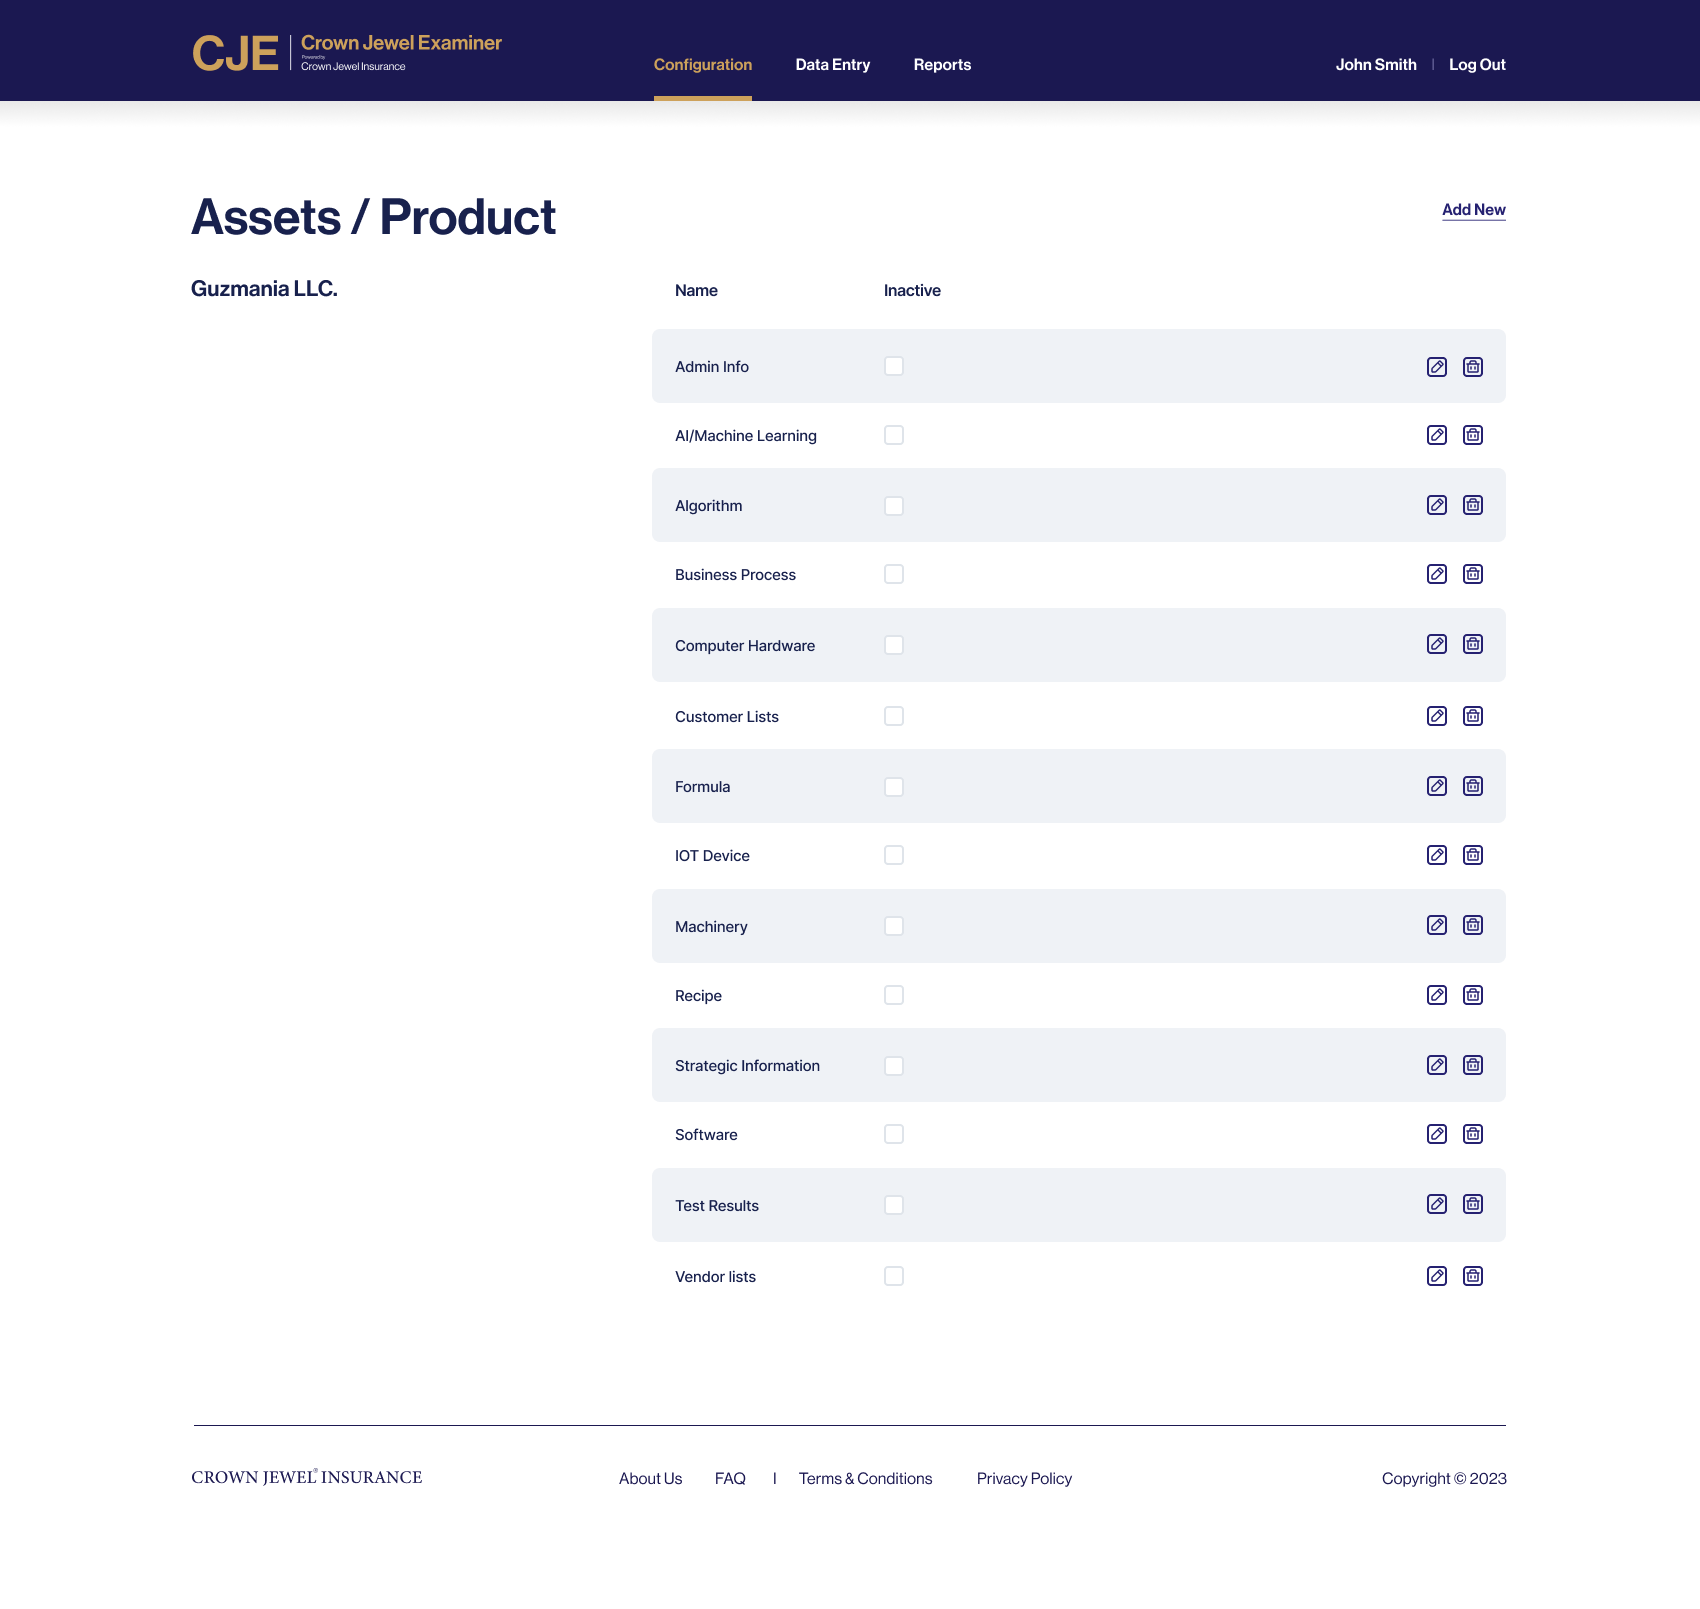 CJE
Crown Jewel Examiner
Powered by
Crown Jewel Insurance
Configuration
Data Entry
Reports
John Smith | Log Out
Assets / Product
Add New
Guzmania LLC.
Name
Inactive
Admin Info
AI/Machine Learning
Algorithm
Business Process
Computer Hardware
Customer Lists
Formula
IOT Device
Machinery
Recipe
Strategic Information
Software
Test Results
Vendor lists
CROWN JEWEL® INSURANCE
About Us
FAQ | Terms & Conditions
Privacy Policy
Copyright © 2023